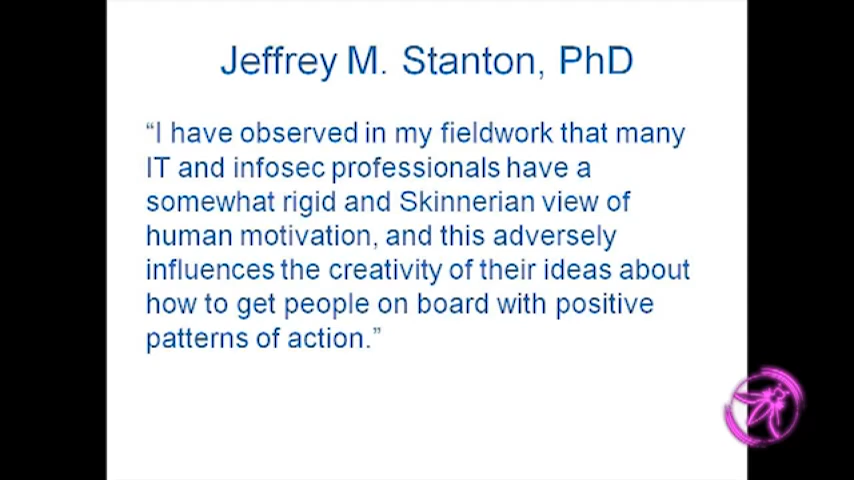 Jeffrey M. Stanton, PhD
“I have observed in my fieldwork that many
IT and infosec professionals have a
somewhat rigid and Skinnerian view of
human motivation, and this adversely
influences the creativity of their ideas about
how to get people on board with positive
patterns of action.”